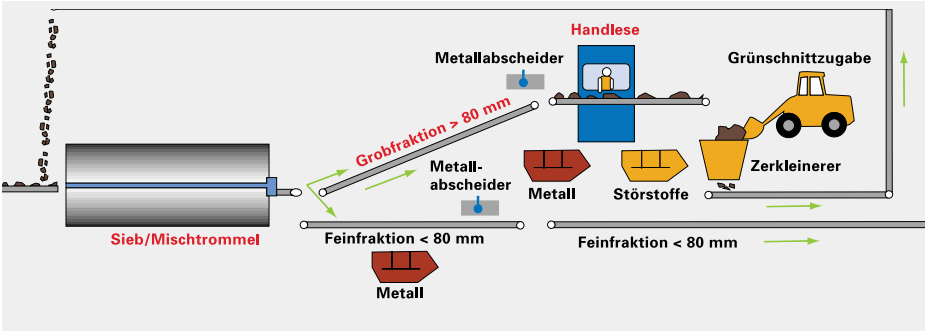 Handlese
Metallabscheider
Grünschnittzugabe
Grobfraktion > 80 mm
Metall-
abscheider
Zerkleinerer
Metall
Störstoffe
Sieb/Mischtrommel
Feinfraktion < 80 mm
Feinfraktion < 80 mm
Metall